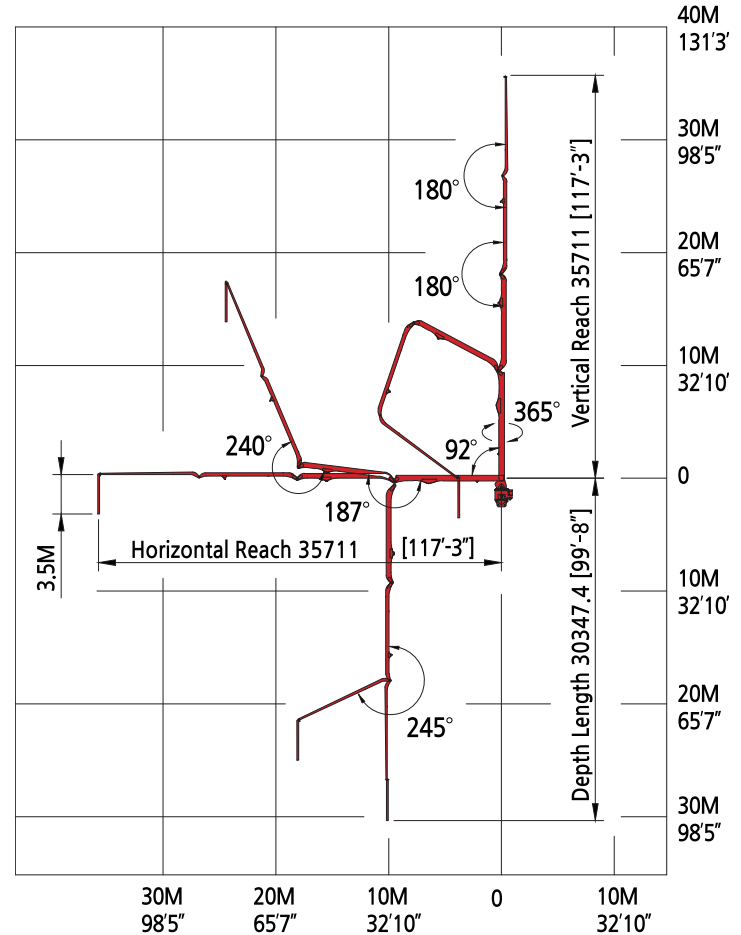 40M
131'3"
30M
98'5"
180°
Vertical Reach 35711 [117'-3"]
20M
65'7"
180°
10M
32'10"
365°
240°
92°
0
187°
3.5M
Horizontal Reach 35711 [117'-3"]
Depth Length 30347.4 [99'-8"]
10M
32'10"
20M
65'7"
245°
30M
98'5"
30M 20M 10M 0 10M
98'5" 65'7" 32'10" 32'10"